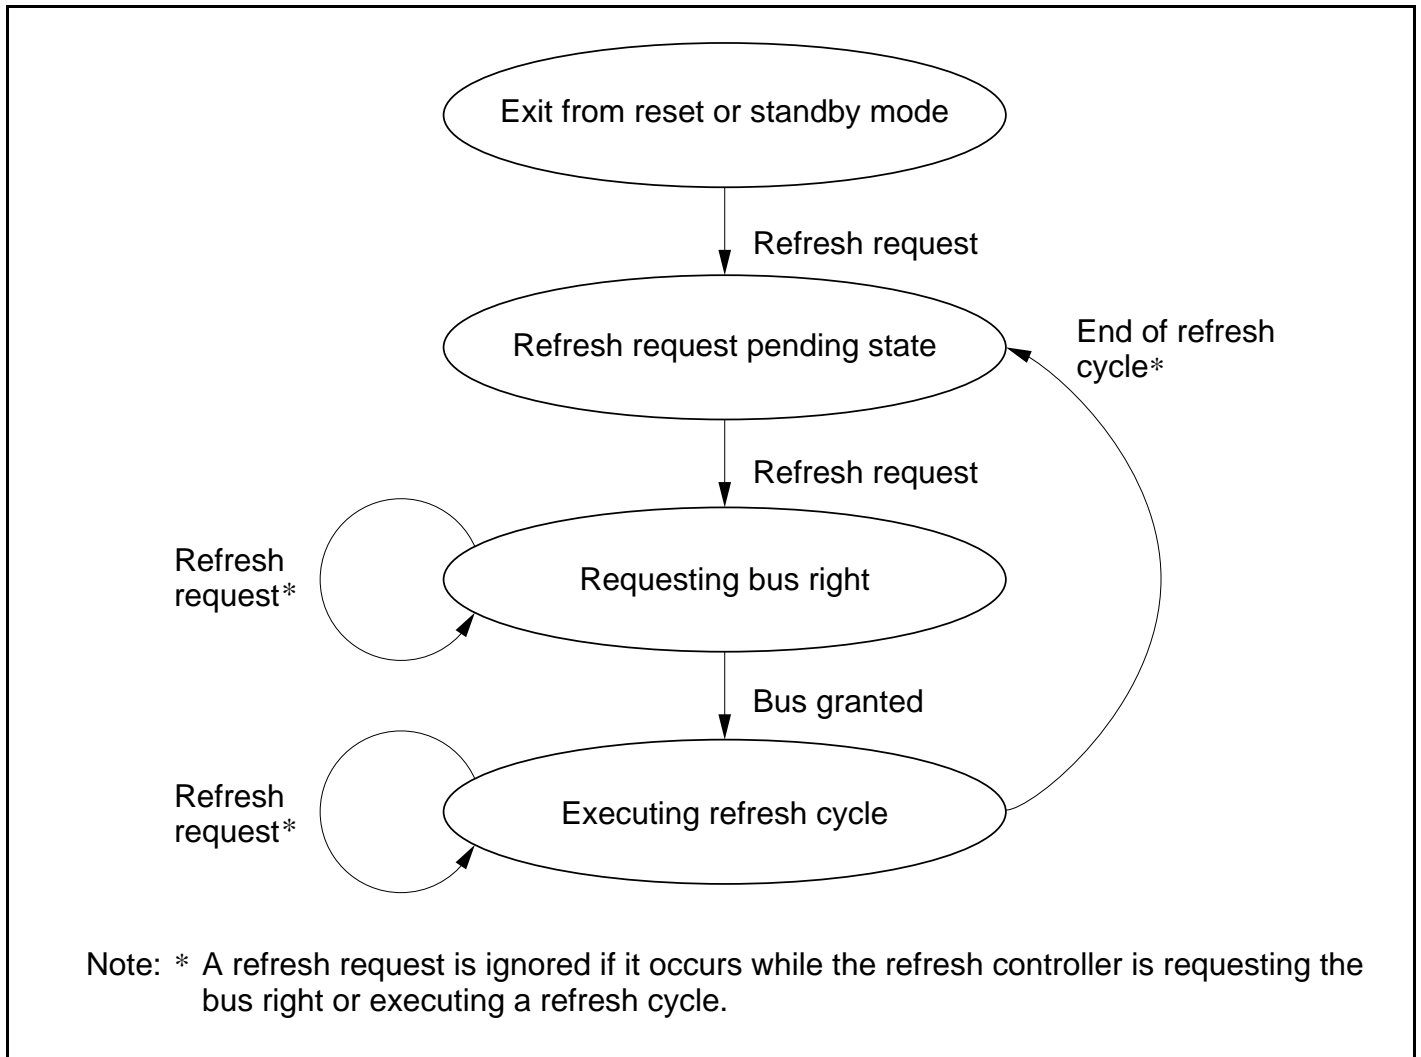 Exit from reset or standby mode
Refresh request
Refresh request pending state
End of refresh
cycle*
Refresh request
Refresh
request*
Requesting bus right
Bus granted
Refresh
request*
Executing refresh cycle
Note: * A refresh request is ignored if it occurs while the refresh controller is requesting the
bus right or executing a refresh cycle.